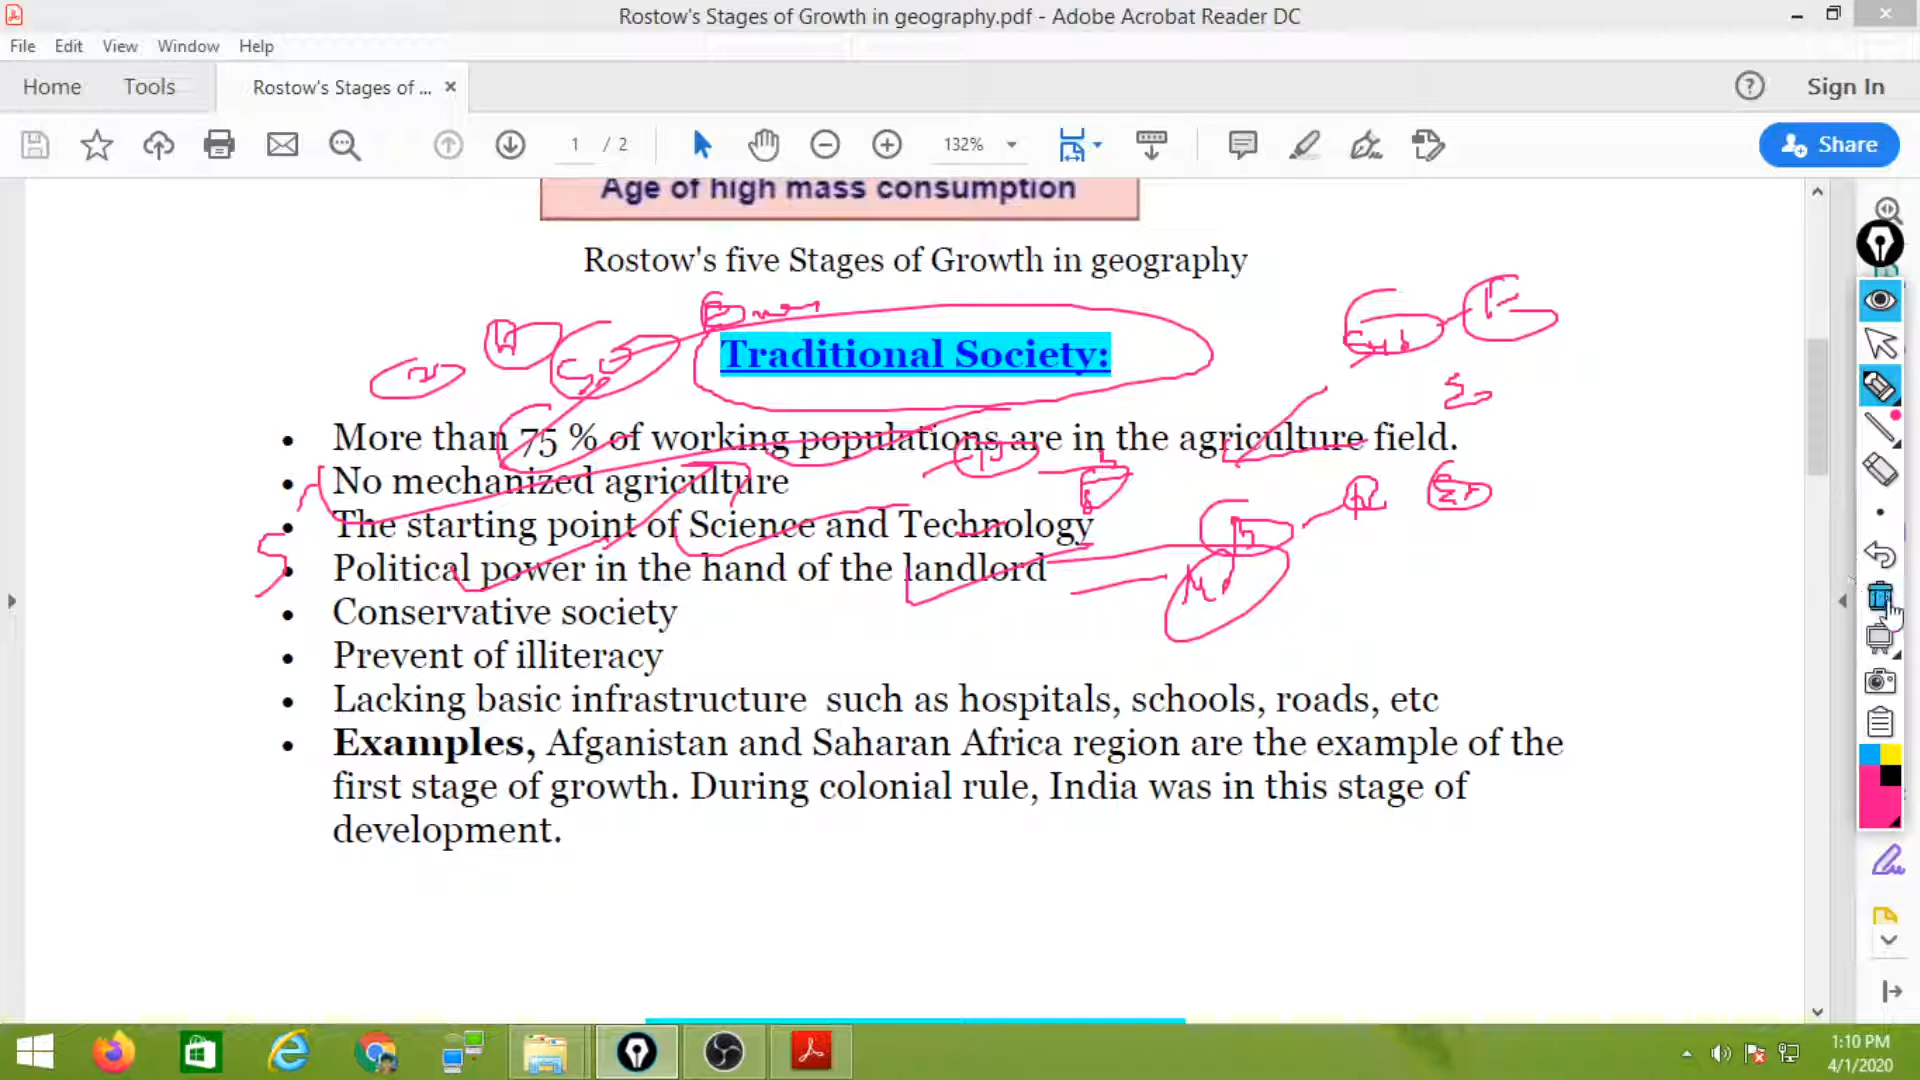 Rostow's Stages of Growth in geography.pdf - Adobe Acrobat Reader DC
File Edit View Window Help
Home Tools Rostow's Stages of ... × Sign In
1 / 2 132% Share
Age of high mass consumption
Rostow's five Stages of Growth in geography
Traditional Society:
• More than 75 % of working populations are in the agriculture field.
• No mechanized agriculture
• The starting point of Science and Technology
• Political power in the hand of the landlord
• Conservative society
• Prevent of illiteracy
• Lacking basic infrastructure such as hospitals, schools, roads, etc
• Examples, Afganistan and Saharan Africa region are the example of the
first stage of growth. During colonial rule, India was in this stage of
development.
1:10 PM
4/1/2020